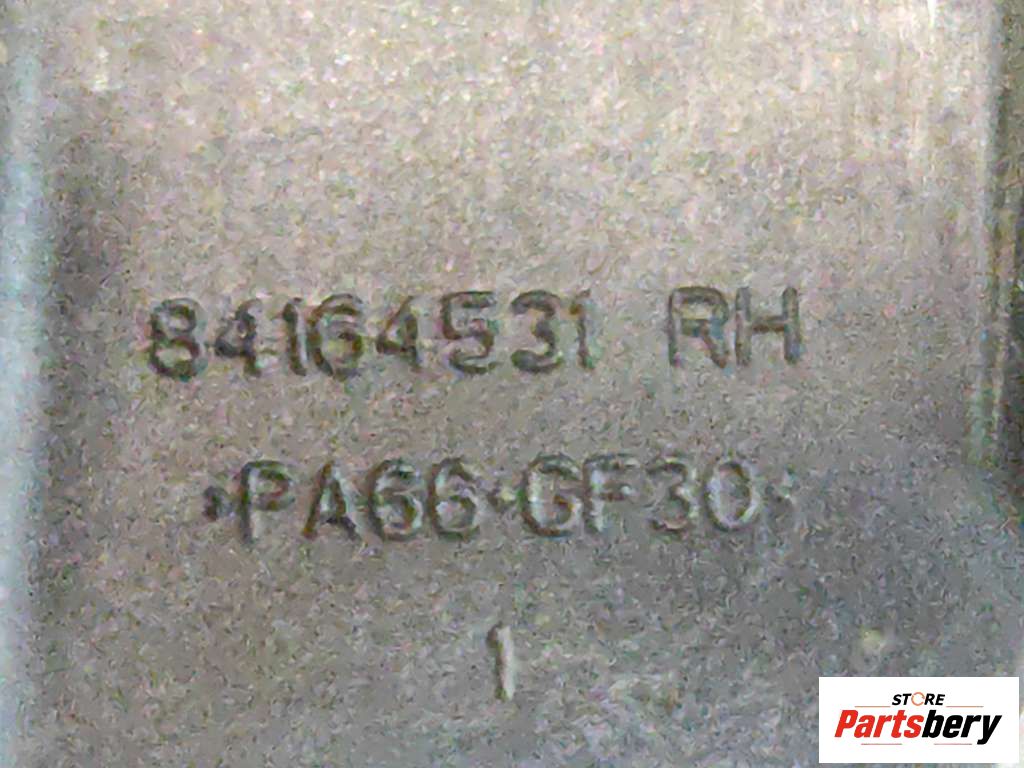 84164531 RH
>PA66-GF30<
1
STORE
Partsbery